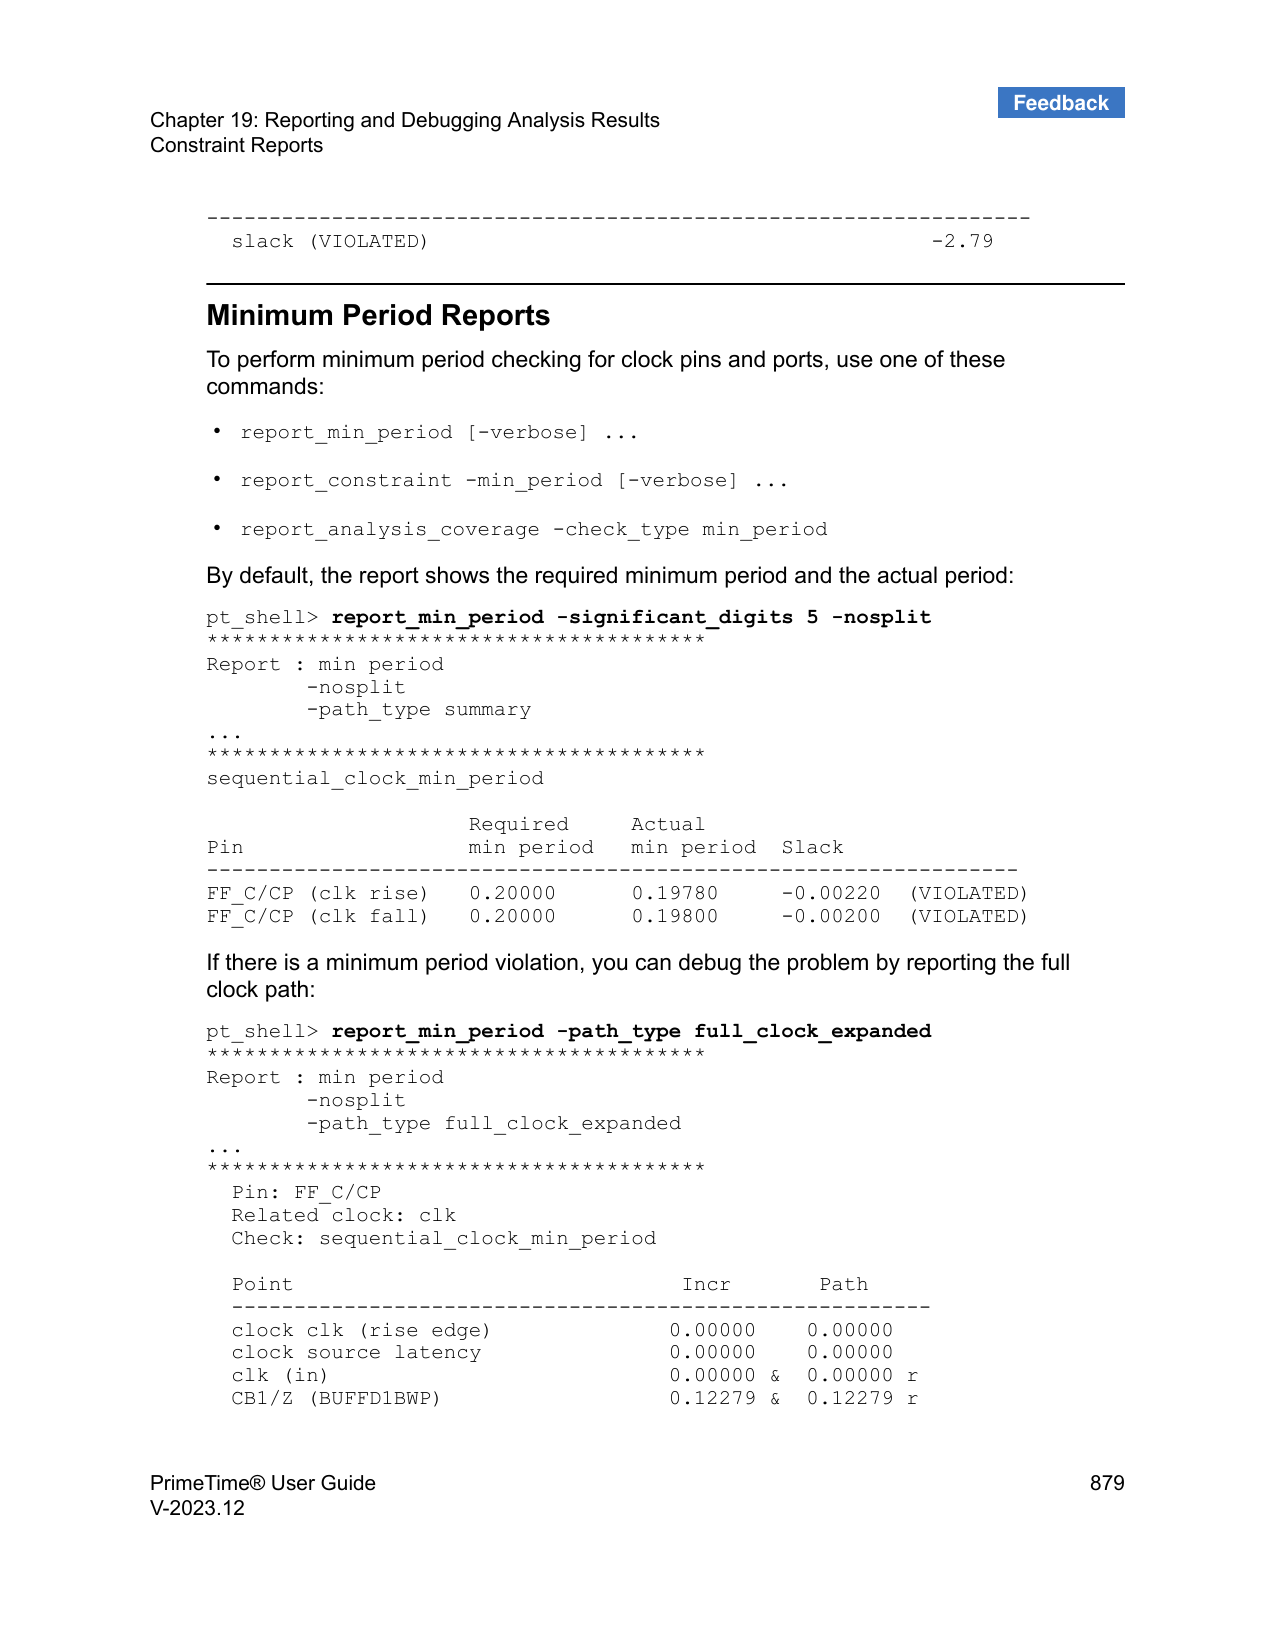 Feedback
Chapter 19: Reporting and Debugging Analysis Results
Constraint Reports
------------------------------------------------------------------
  slack (VIOLATED)                                        -2.79
Minimum Period Reports
To perform minimum period checking for clock pins and ports, use one of these
commands:
• report_min_period [-verbose] ...
• report_constraint -min_period [-verbose] ...
• report_analysis_coverage -check_type min_period
By default, the report shows the required minimum period and the actual period:
pt_shell> report_min_period -significant_digits 5 -nosplit
****************************************
Report : min period
        -nosplit
        -path_type summary
...
****************************************
sequential_clock_min_period
                     Required     Actual
Pin                  min period   min period  Slack
-----------------------------------------------------------------
FF_C/CP (clk rise)   0.20000      0.19780     -0.00220  (VIOLATED)
FF_C/CP (clk fall)   0.20000      0.19800     -0.00200  (VIOLATED)
If there is a minimum period violation, you can debug the problem by reporting the full
clock path:
pt_shell> report_min_period -path_type full_clock_expanded
****************************************
Report : min period
        -nosplit
        -path_type full_clock_expanded
...
****************************************
  Pin: FF_C/CP
  Related clock: clk
  Check: sequential_clock_min_period
  Point                               Incr       Path
  --------------------------------------------------------
  clock clk (rise edge)              0.00000    0.00000
  clock source latency               0.00000    0.00000
  clk (in)                           0.00000 &  0.00000 r
  CB1/Z (BUFFD1BWP)                  0.12279 &  0.12279 r
PrimeTime® User Guide 879
V-2023.12